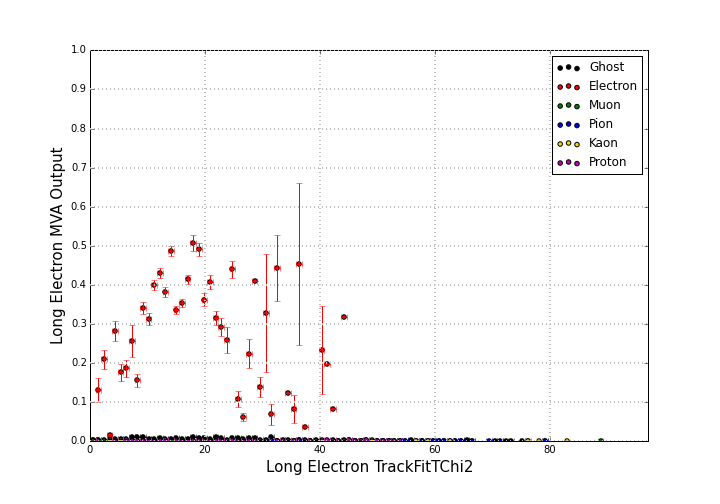 1.0
0.9
0.8
0.7
0.6
0.5
0.4
0.3
0.2
0.1
0.0
0
20
40
60
80
Long Electron MVA Output
Long Electron TrackFitTChi2
Ghost
Electron
Muon
Pion
Kaon
Proton